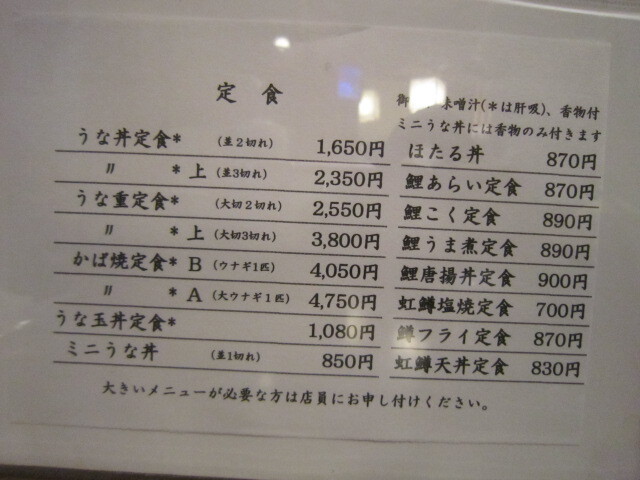 定食
うな丼定食* (並2切れ) 1,650円
〃 *上 (並3切れ) 2,350円
うな重定食* (大切2切れ) 2,550円
〃 *上 (大切3切れ) 3,800円
かば焼定食* B (ウナギ1匹) 4,050円
〃 * A (大ウナギ1匹) 4,750円
うな玉丼定食* 1,080円
ミニうな丼 (並1切れ) 850円
御 味噌汁(*は肝吸)、香物付
ミニうな丼には香物のみ付きます
ほたる丼 870円
鯉あらい定食 870円
鯉こく定食 890円
鯉うま煮定食 890円
鯉唐揚丼定食 900円
虹鱒塩焼定食 700円
鱒フライ定食 870円
虹鱒天丼定食 830円
大きいメニューが必要な方は店員にお申し付けください。